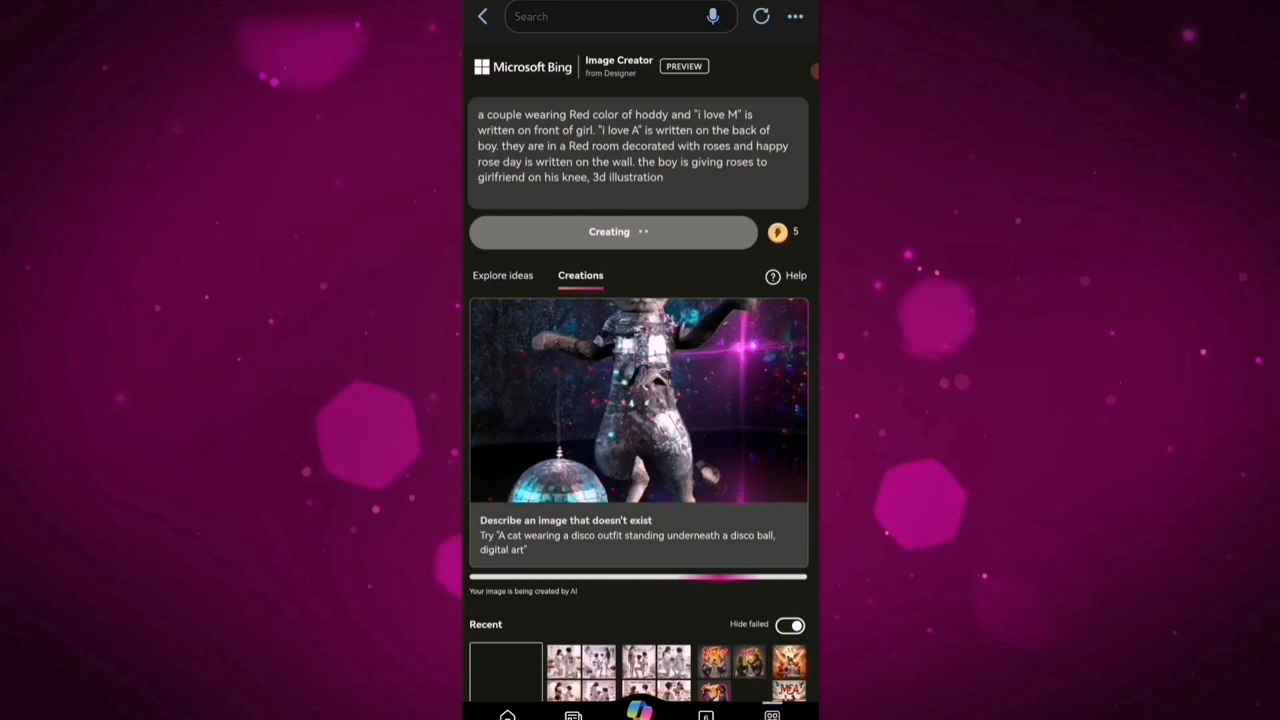 Search
Microsoft Bing
Image Creator
from Designer
PREVIEW
a couple wearing Red color of hoddy and "i love M" is
written on front of girl. "i love A" is written on the back of
boy. they are in a Red room decorated with roses and happy
rose day is written on the wall. the boy is giving roses to
girlfriend on his knee, 3d illustration
Creating
5
Explore ideas
Creations
Help
Describe an image that doesn't exist
Try "A cat wearing a disco outfit standing underneath a disco ball,
digital art"
Your image is being created by AI
Recent
Hide failed